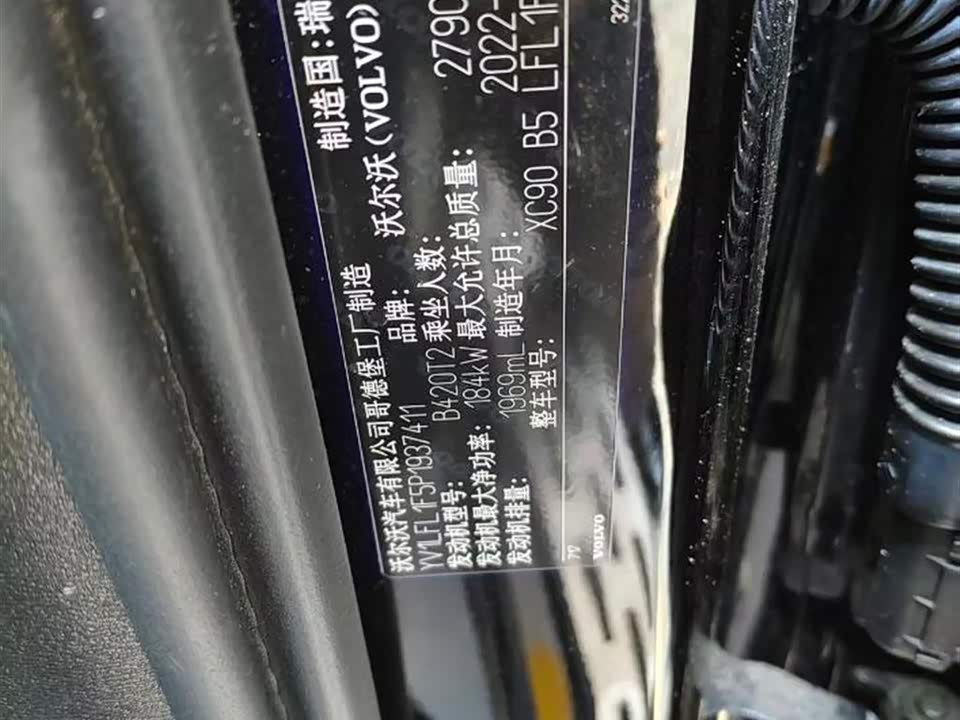 制造国:瑞
沃尔沃汽车有限公司哥德堡工厂制造
YV1LFL1F5P1937411 品牌: 沃尔沃(VOLVO)
发动机型号: B420T2 乘坐人数:
发动机最大净功率: 184kW 最大允许总质量: 2790
发动机排量: 1969mL 制造年月: 2022-
整车型号: XC90 B5 LFL1F
70
322
VOLVO